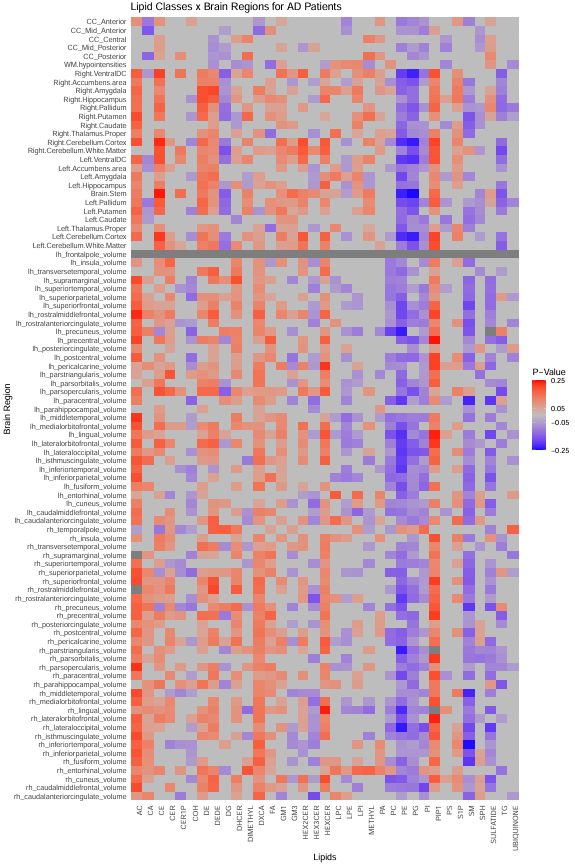 Lipid Classes x Brain Regions for AD Patients
CC_Anterior
CC_Mid_Anterior
CC_Central
CC_Mid_Posterior
CC_Posterior
WM.hypointensities
Right.VentralDC
Right.Accumbens.area
Right.Amygdala
Right.Hippocampus
Right.Pallidum
Right.Putamen
Right.Caudate
Right.Thalamus.Proper
Right.Cerebellum.Cortex
Right.Cerebellum.White.Matter
Left.VentralDC
Left.Accumbens.area
Left.Amygdala
Left.Hippocampus
Brain.Stem
Left.Pallidum
Left.Putamen
Left.Caudate
Left.Thalamus.Proper
Left.Cerebellum.Cortex
Left.Cerebellum.White.Matter
lh_frontalpole_volume
lh_insula_volume
lh_transversetemporal_volume
lh_supramarginal_volume
lh_superiortemporal_volume
lh_superiorparietal_volume
lh_superiorfrontal_volume
lh_rostralmiddlefrontal_volume
lh_rostralanteriorcingulate_volume
lh_precuneus_volume
lh_precentral_volume
lh_posteriorcingulate_volume
lh_postcentral_volume
lh_pericalcarine_volume
lh_parstriangularis_volume
lh_parsorbitalis_volume
lh_parsopercularis_volume
lh_paracentral_volume
lh_parahippocampal_volume
lh_middletemporal_volume
lh_medialorbitofrontal_volume
lh_lingual_volume
lh_lateralorbitofrontal_volume
lh_lateraloccipital_volume
lh_isthmuscingulate_volume
lh_inferiortemporal_volume
lh_inferiorparietal_volume
lh_fusiform_volume
lh_entorhinal_volume
lh_cuneus_volume
lh_caudalmiddlefrontal_volume
lh_caudalanteriorcingulate_volume
rh_temporalpole_volume
rh_insula_volume
rh_transversetemporal_volume
rh_supramarginal_volume
rh_superiortemporal_volume
rh_superiorparietal_volume
rh_superiorfrontal_volume
rh_rostralmiddlefrontal_volume
rh_rostralanteriorcingulate_volume
rh_precuneus_volume
rh_precentral_volume
rh_posteriorcingulate_volume
rh_postcentral_volume
rh_pericalcarine_volume
rh_parstriangularis_volume
rh_parsorbitalis_volume
rh_parsopercularis_volume
rh_paracentral_volume
rh_parahippocampal_volume
rh_middletemporal_volume
rh_medialorbitofrontal_volume
rh_lingual_volume
rh_lateralorbitofrontal_volume
rh_lateraloccipital_volume
rh_isthmuscingulate_volume
rh_inferiortemporal_volume
rh_inferiorparietal_volume
rh_fusiform_volume
rh_entorhinal_volume
rh_cuneus_volume
rh_caudalmiddlefrontal_volume
rh_caudalanteriorcingulate_volume
Brain Region
AC
CA
CE
CER
CER1P
COH
DE
DEDE
DG
DHCER
DIMETHYL
DXCA
FA
GM1
GM3
HEX2CER
HEX3CER
HEXCER
LPC
LPE
LPI
METHYL
PA
PC
PE
PG
PI
PIP1
PS
S1P
SM
SPH
SULFATIDE
TG
UBIQUINONE
Lipids
P−Value
0.25
0.05
−0.05
−0.25